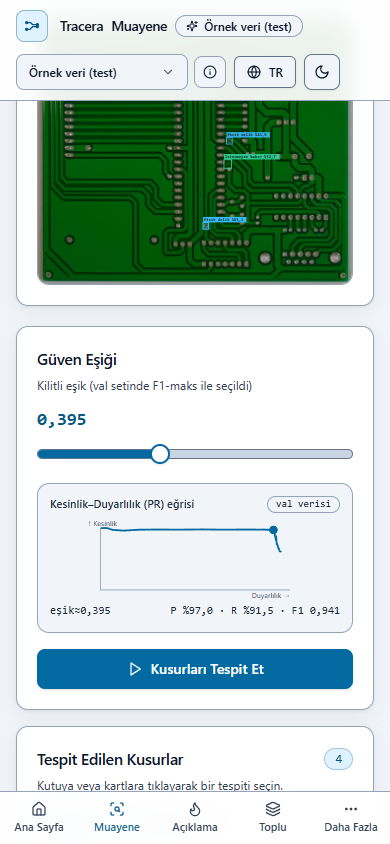 Tracera Muayene
Örnek veri (test)
Örnek veri (test)
TR
Güven Eşiği
Kilitli eşik (val setinde F1-maks ile seçildi)
0,395
Kesinlik–Duyarlılık (PR) eğrisi
val verisi
↑ Kesinlik
Duyarlılık →
eşik≈0,395
P %97,0 · R %91,5 · F1 0,941
Kusurları Tespit Et
Tespit Edilen Kusurlar
4
Kutuya veya kartlara tıklayarak bir tespiti seçin.
Ana Sayfa
Muayene
Açıklama
Toplu
Daha Fazla